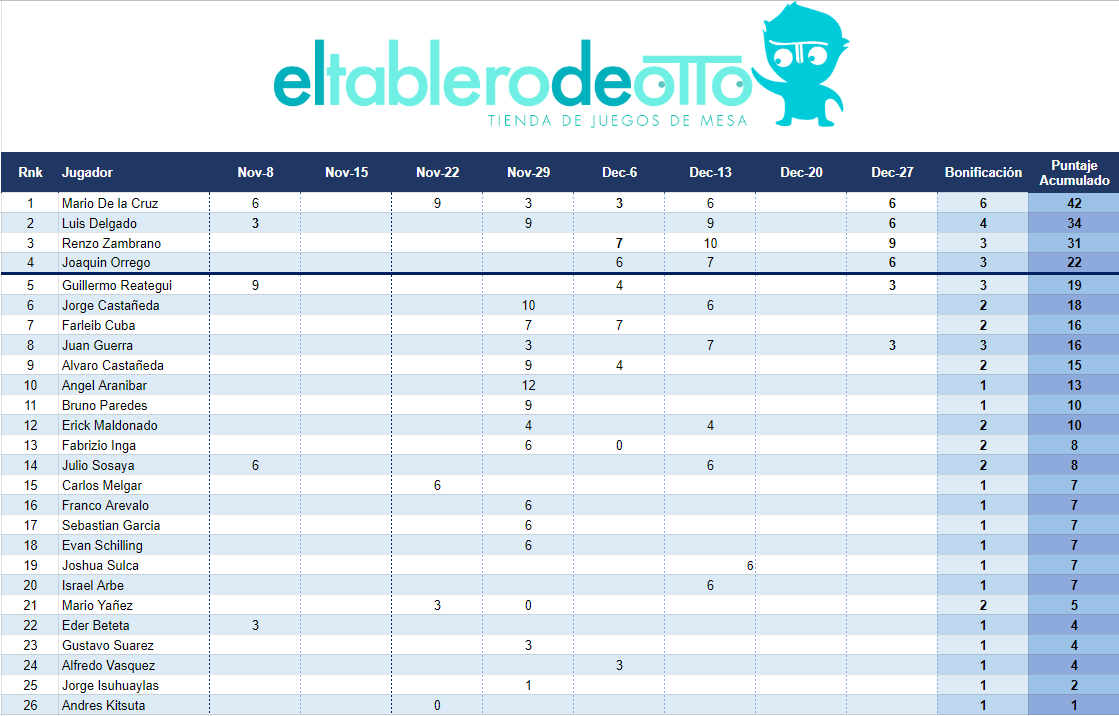 eltablerodeotto
TIENDA DE JUEGOS DE MESA
Rnk Jugador Nov-8 Nov-15 Nov-22 Nov-29 Dec-6 Dec-13 Dec-20 Dec-27 Bonificación Puntaje Acumulado
1 Mario De la Cruz 6 9 3 3 6 6 6 42
2 Luis Delgado 3 9 9 6 4 34
3 Renzo Zambrano 7 10 9 3 31
4 Joaquin Orrego 6 7 6 3 22
5 Guillermo Reategui 9 4 3 3 19
6 Jorge Castañeda 10 6 2 18
7 Farleib Cuba 7 7 2 16
8 Juan Guerra 3 7 3 3 16
9 Alvaro Castañeda 9 4 2 15
10 Angel Aranibar 12 1 13
11 Bruno Paredes 9 1 10
12 Erick Maldonado 4 4 2 10
13 Fabrizio Inga 6 0 2 8
14 Julio Sosaya 6 6 2 8
15 Carlos Melgar 6 1 7
16 Franco Arevalo 6 1 7
17 Sebastian Garcia 6 1 7
18 Evan Schilling 6 1 7
19 Joshua Sulca 6 1 7
20 Israel Arbe 6 1 7
21 Mario Yañez 3 0 2 5
22 Eder Beteta 3 1 4
23 Gustavo Suarez 3 1 4
24 Alfredo Vasquez 3 1 4
25 Jorge Isuhuaylas 1 1 2
26 Andres Kitsuta 0 1 1